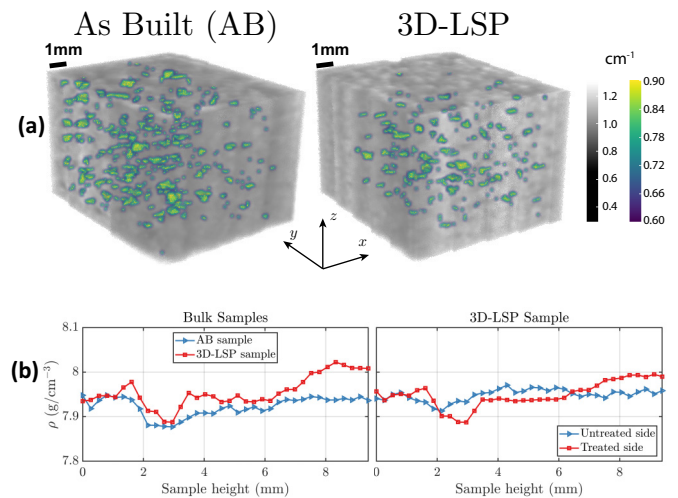 As Built (AB)
3D-LSP
1mm
1mm
cm⁻¹
(a)
1.2
1.0
0.8
0.6
0.4
0.90
0.84
0.78
0.72
0.66
0.60
z
y
x
(b)
Bulk Samples
3D-LSP Sample
ρ (g/cm⁻³)
8.1
8
7.9
7.8
AB sample
3D-LSP sample
Untreated side
Treated side
0 2 4 6 8
0 2 4 6 8
Sample height (mm)
Sample height (mm)